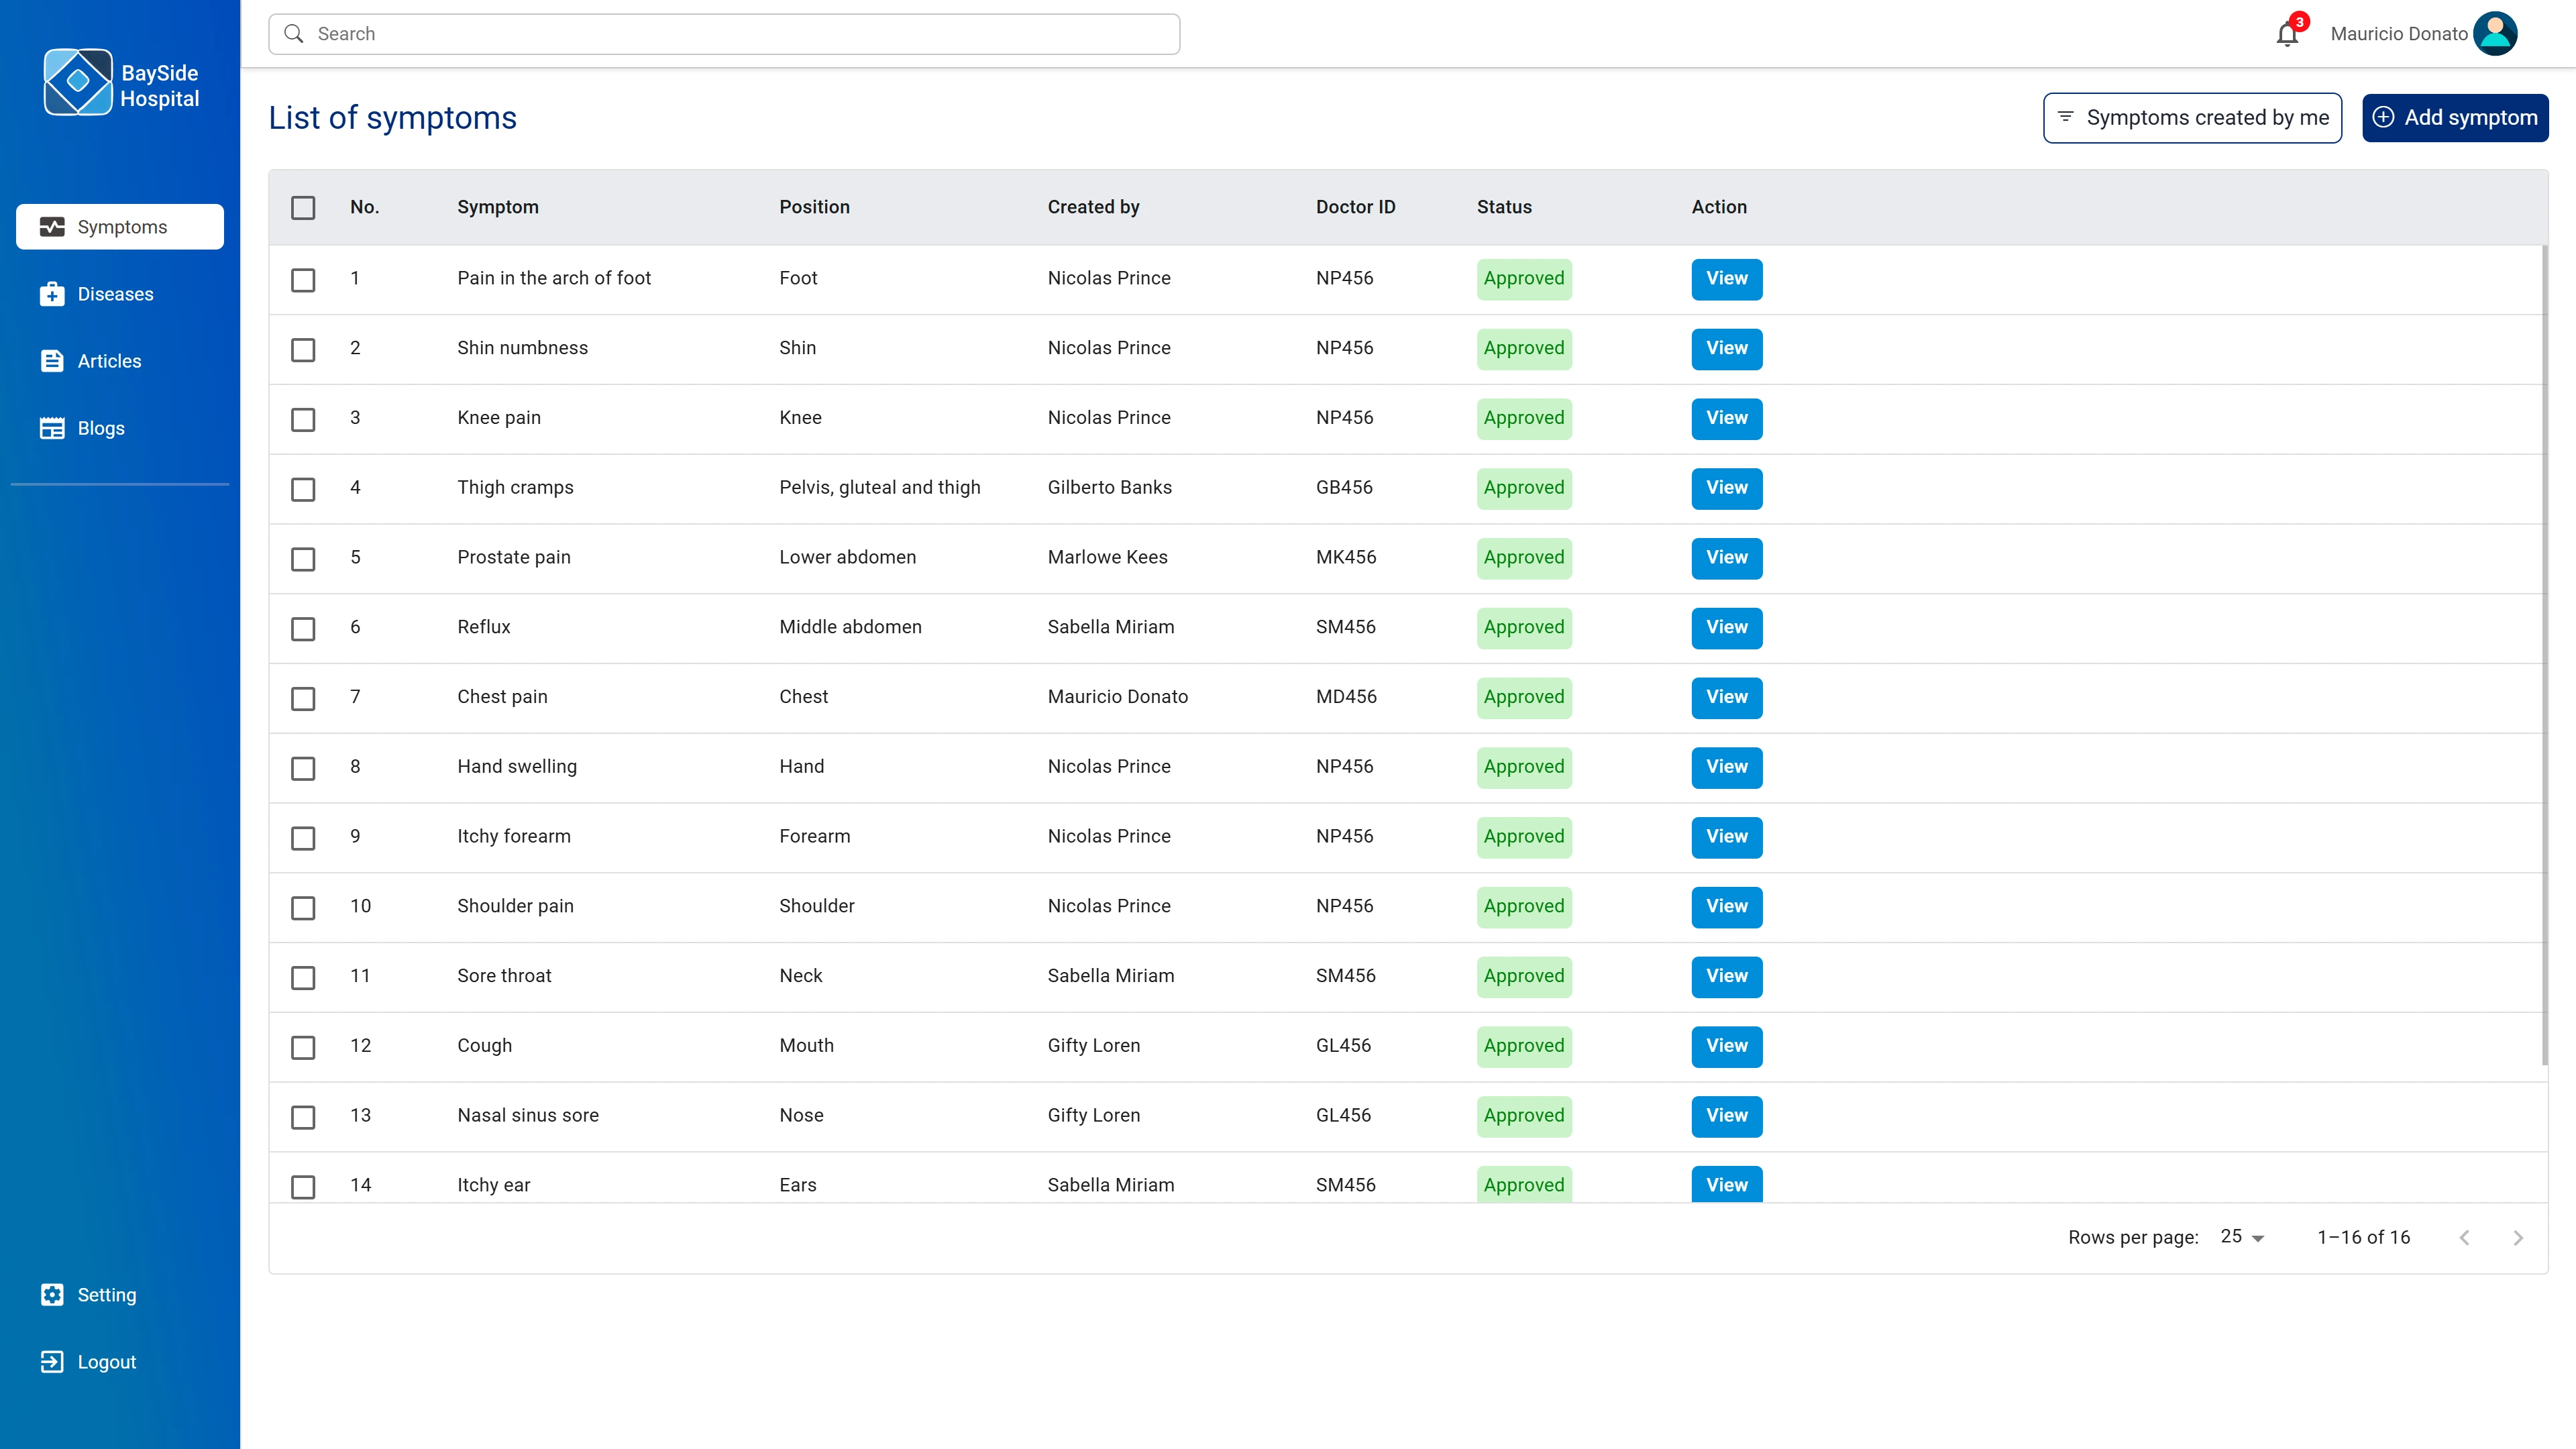 BaySide
Hospital
Search
3
Mauricio Donato
Symptoms
Diseases
Articles
Blogs
Setting
Logout
List of symptoms
Symptoms created by me
Add symptom
No. Symptom Position Created by Doctor ID Status Action
1 Pain in the arch of foot Foot Nicolas Prince NP456 Approved View
2 Shin numbness Shin Nicolas Prince NP456 Approved View
3 Knee pain Knee Nicolas Prince NP456 Approved View
4 Thigh cramps Pelvis, gluteal and thigh Gilberto Banks GB456 Approved View
5 Prostate pain Lower abdomen Marlowe Kees MK456 Approved View
6 Reflux Middle abdomen Sabella Miriam SM456 Approved View
7 Chest pain Chest Mauricio Donato MD456 Approved View
8 Hand swelling Hand Nicolas Prince NP456 Approved View
9 Itchy forearm Forearm Nicolas Prince NP456 Approved View
10 Shoulder pain Shoulder Nicolas Prince NP456 Approved View
11 Sore throat Neck Sabella Miriam SM456 Approved View
12 Cough Mouth Gifty Loren GL456 Approved View
13 Nasal sinus sore Nose Gifty Loren GL456 Approved View
14 Itchy ear Ears Sabella Miriam SM456 Approved View
Rows per page: 25 1–16 of 16